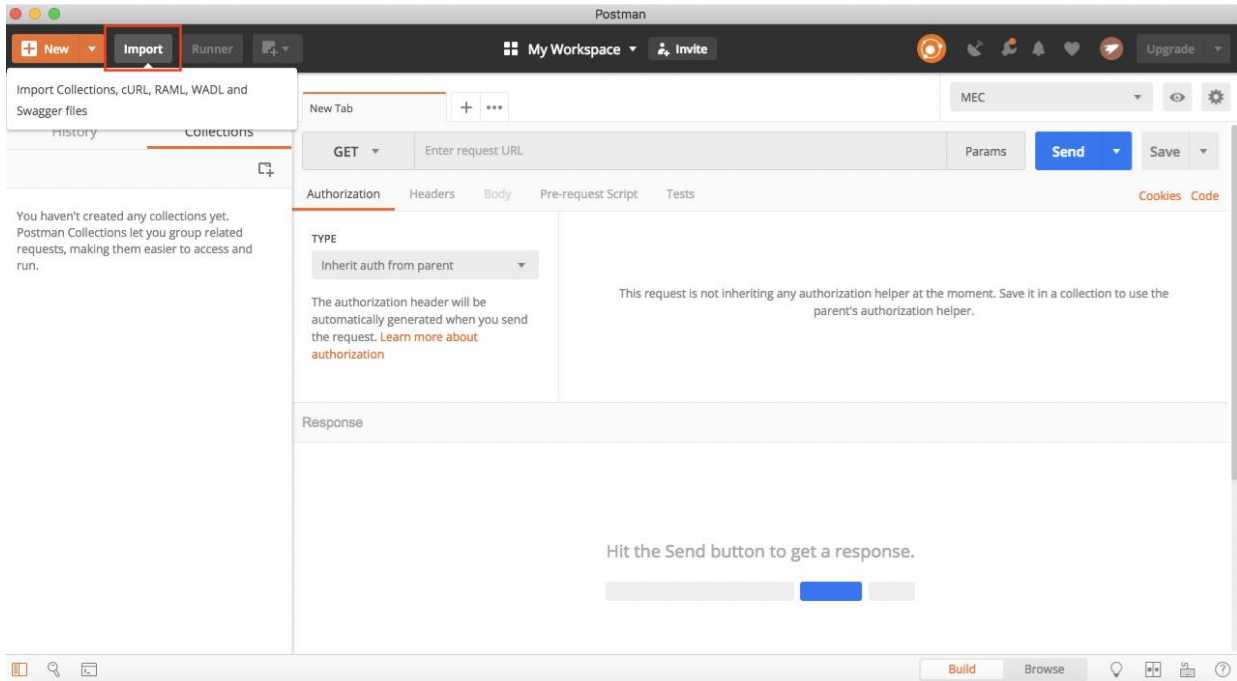 Postman
New
Import
Runner
My Workspace
Invite
Upgrade
Import Collections, cURL, RAML, WADL and
Swagger files
History
Collections
New Tab
MEC
GET
Enter request URL
Params
Send
Save
Authorization
Headers
Body
Pre-request Script
Tests
Cookies
Code
You haven't created any collections yet.
Postman Collections let you group related
requests, making them easier to access and
run.
TYPE
Inherit auth from parent
The authorization header will be
automatically generated when you send
the request. Learn more about
authorization
This request is not inheriting any authorization helper at the moment. Save it in a collection to use the
parent's authorization helper.
Response
Hit the Send button to get a response.
Build
Browse